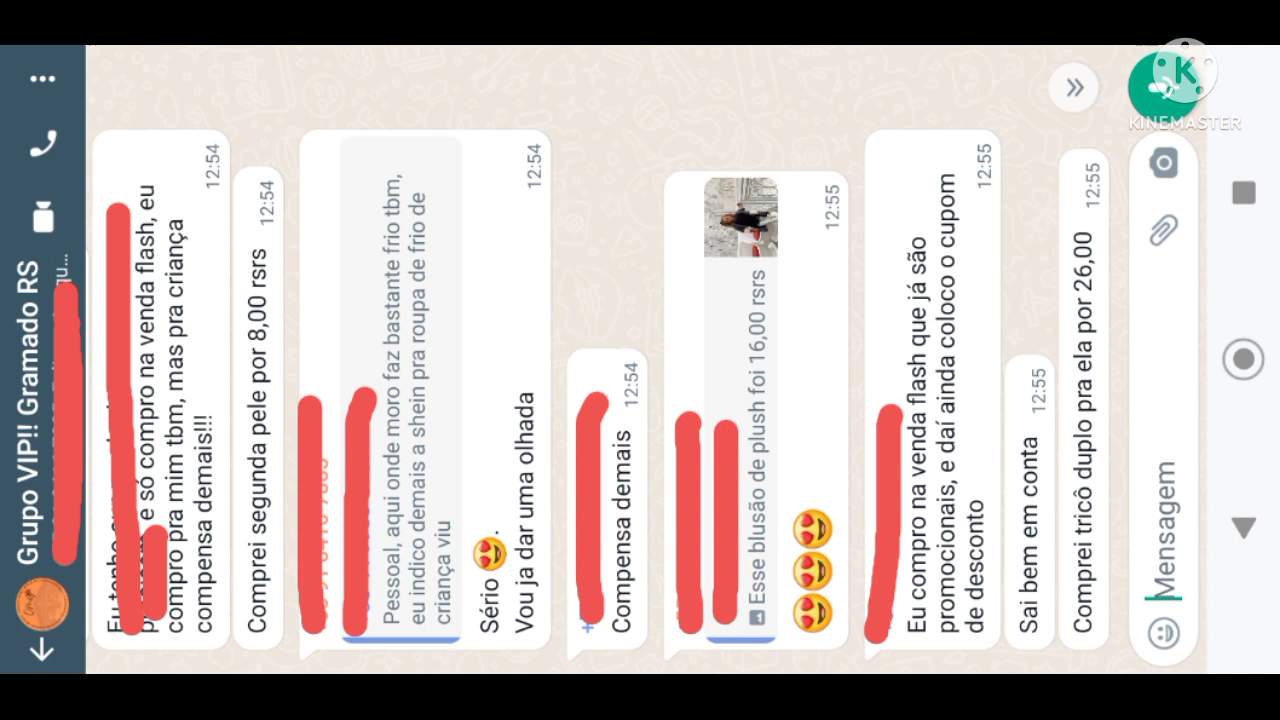 Grupo VIP!! Gramado RS
qu...
e só compro na venda flash, eu
compro pra mim tbm, mas pra criança
compensa demais!!!
12:54
Comprei segunda pele por 8,00 rsrs
12:54
Pessoal, aqui onde moro faz bastante frio tbm,
eu indico demais a shein pra roupa de frio de
criança viu
Sério 😍.
Vou ja dar uma olhada
12:54
Compensa demais
12:54
Esse blusão de plush foi 16,00 rsrs
😍😍😍
12:55
Eu compro na venda flash que já são
promocionais, e daí ainda coloco o cupom
de desconto
12:55
Sai bem em conta
12:55
Comprei tricô duplo pra ela por 26,00
12:55
Mensagem
K
KINEMASTER